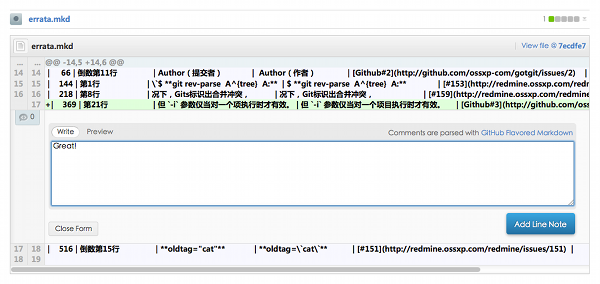 errata.mkd 1
errata.mkd View file @ 7ecdfe7
... ... @@ -14,5 +14,6 @@
14 14 | 66 | 倒数第11行 | Author（提交者） | Author（作者） | [Github#2](http://github.com/ossxp-com/gotgit/issues/2) |
15 15 | 144 | 第1行 | \`$ **git rev-parse A^{tree} A:** | $ **git rev-parse A^{tree} A:** | [#153](http://redmine.ossxp.com/redmin
16 16 | 218 | 第8行 | 况下，Gits标识出合并冲突， | 况下，Git标识出合并冲突， | [#159](http://redmine.ossxp.com/redmine/iss
17 +| 369 | 第21行 | 但 `-i` 参数仅当对一个项执行时才有效。 | 但 `-i` 参数仅当对一个项目执行时才有效。 | [Github#3](http://github.com/ossx
0
Write Preview Comments are parsed with GitHub Flavored Markdown
Great!
Close Form Add Line Note
17 18 | 516 | 倒数第15行 | **oldtag="cat"** | **oldtag=\`cat\`** | [#151](http://redmine.ossxp.com/redmine/issues/151) |
18 19